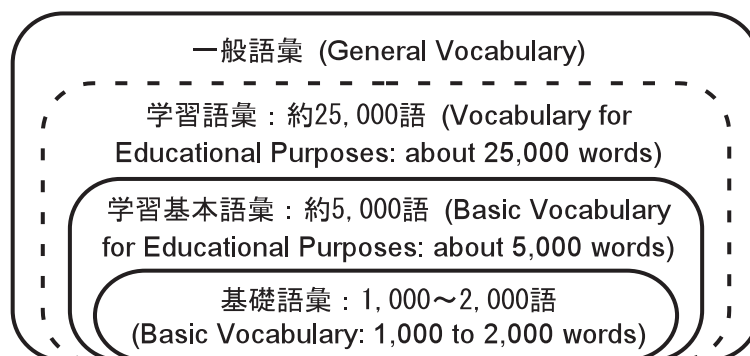 一般語彙 (General Vocabulary)
学習語彙：約25,000語 (Vocabulary for
Educational Purposes: about 25,000 words)
学習基本語彙：約5,000語 (Basic Vocabulary
for Educational Purposes: about 5,000 words)
基礎語彙：1,000～2,000語
(Basic Vocabulary: 1,000 to 2,000 words)